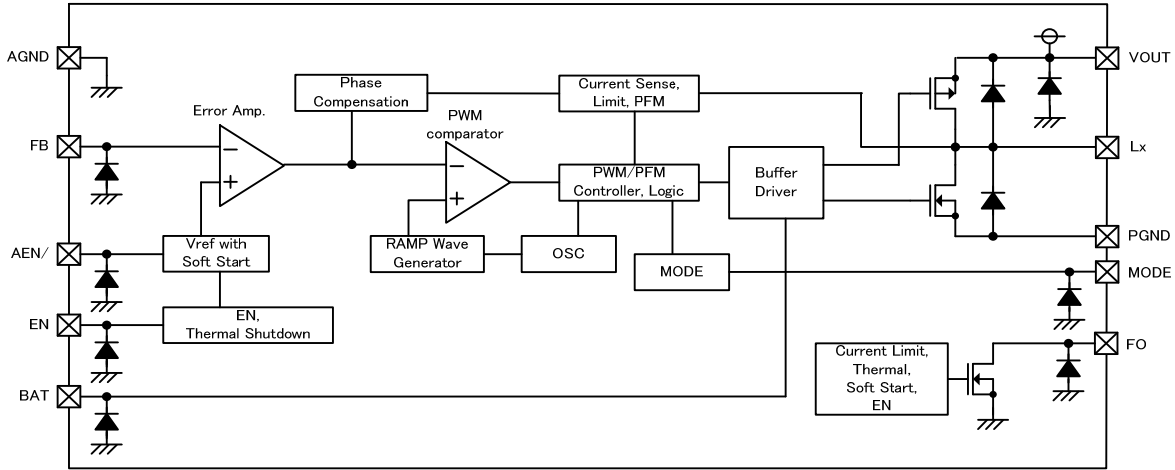 AGND
VOUT
Phase
Compensation
Current Sense,
Limit, PFM
Error Amp.
PWM
comparator
FB
Lx
−
+
−
+
PWM/PFM
Controller, Logic
Buffer
Driver
AEN/
Vref with
Soft Start
RAMP Wave
Generator
OSC
PGND
MODE
MODE
EN
EN,
Thermal Shutdown
FO
Current Limit,
Thermal,
Soft Start,
EN
BAT